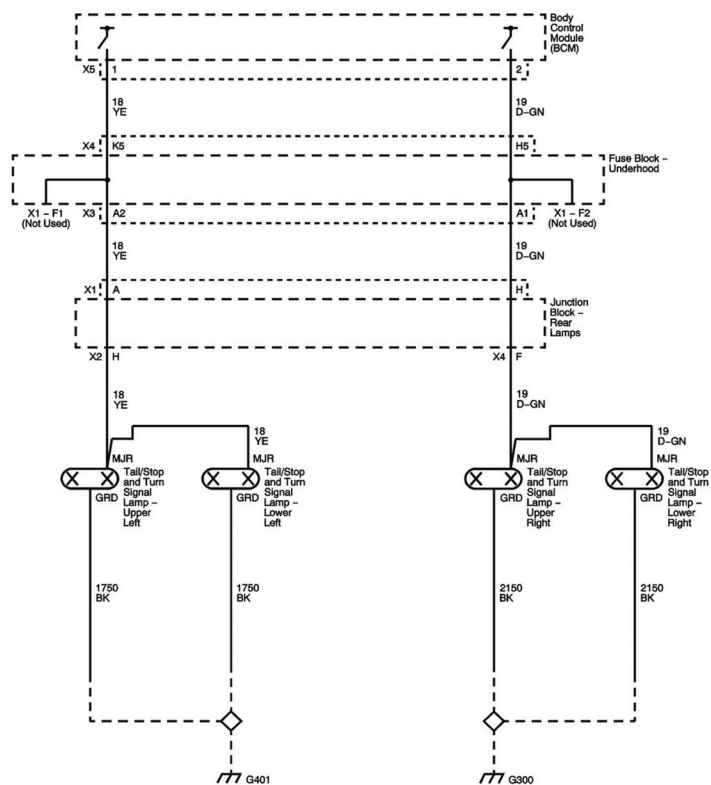 Body
Control
Module
(BCM)
X5 1 2
18
YE
19
D-GN
X4 K5 H5
Fuse Block –
Underhood
X1 – F1
(Not Used)
X3 A2 A1
X1 – F2
(Not Used)
18
YE
19
D-GN
X1 A H
Junction
Block –
Rear
Lamps
X2 H X4 F
18
YE
19
D-GN
18
YE
19
D-GN
MJR
Tail/Stop
and Turn
Signal
Lamp –
Upper
Left
GRD
MJR
Tail/Stop
and Turn
Signal
Lamp –
Lower
Left
GRD
MJR
Tail/Stop
and Turn
Signal
Lamp –
Upper
Right
GRD
MJR
Tail/Stop
and Turn
Signal
Lamp –
Lower
Right
GRD
1750
BK
1750
BK
2150
BK
2150
BK
G401
G300